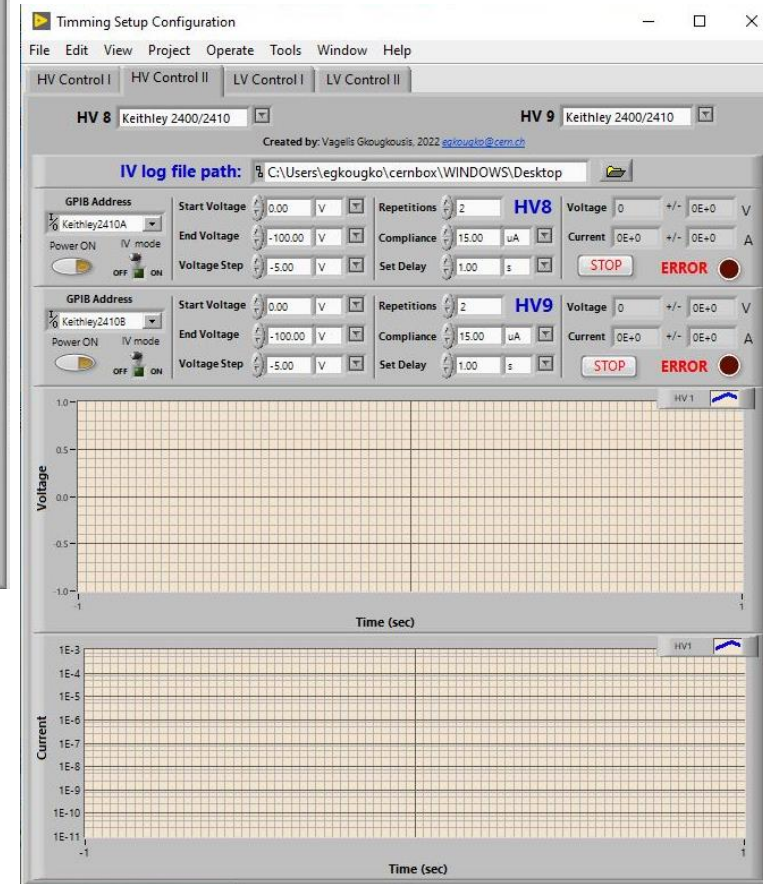 Timming Setup Configuration
File Edit View Project Operate Tools Window Help
HV Control I HV Control II LV Control I LV Control II
HV 8 Keithley 2400/2410 HV 9 Keithley 2400/2410
Created by: Vagelis Gkougkousis, 2022 egkougko@cern.ch
IV log file path: C:\Users\egkougko\cernbox\WINDOWS\Desktop
GPIB Address Start Voltage 0.00 V Repetitions 2 HV8 Voltage 0 +/- 0E+0 V
Keithley2410A
Power ON IV mode End Voltage -100.00 V Compliance 15.00 uA Current 0E+0 +/- 0E+0 A
OFF ON Voltage Step -5.00 V Set Delay 1.00 s STOP ERROR
GPIB Address Start Voltage 0.00 V Repetitions 2 HV9 Voltage 0 +/- 0E+0 V
Keithley2410B
Power ON IV mode End Voltage -100.00 V Compliance 15.00 uA Current 0E+0 +/- 0E+0 A
OFF ON Voltage Step -5.00 V Set Delay 1.00 s STOP ERROR
HV 1
1.0
0.5
0.0
-0.5
-1.0
Voltage
-1 1
Time (sec)
HV1
1E-3
1E-4
1E-5
1E-6
1E-7
1E-8
1E-9
1E-10
1E-11
Current
-1 1
Time (sec)